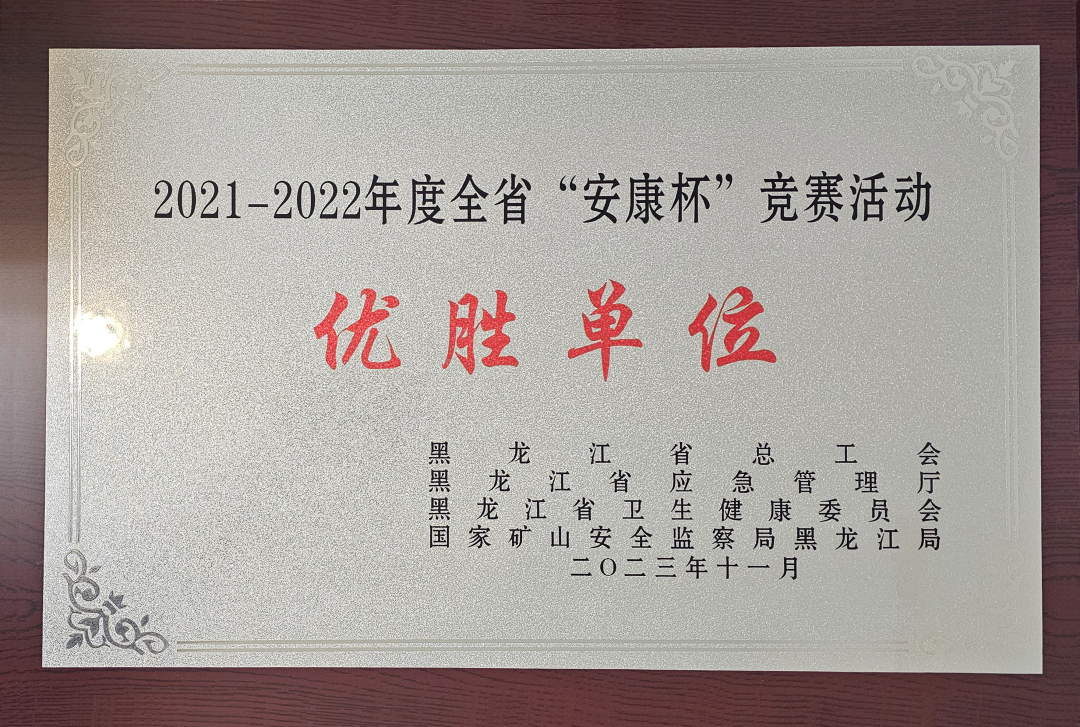 2021-2022年度全省“安康杯”竞赛活动
优胜单位
黑龙江省总工会
黑龙江省应急管理厅
黑龙江省卫生健康委员会
国家矿山安全监察局黑龙江局
二〇二三年十一月